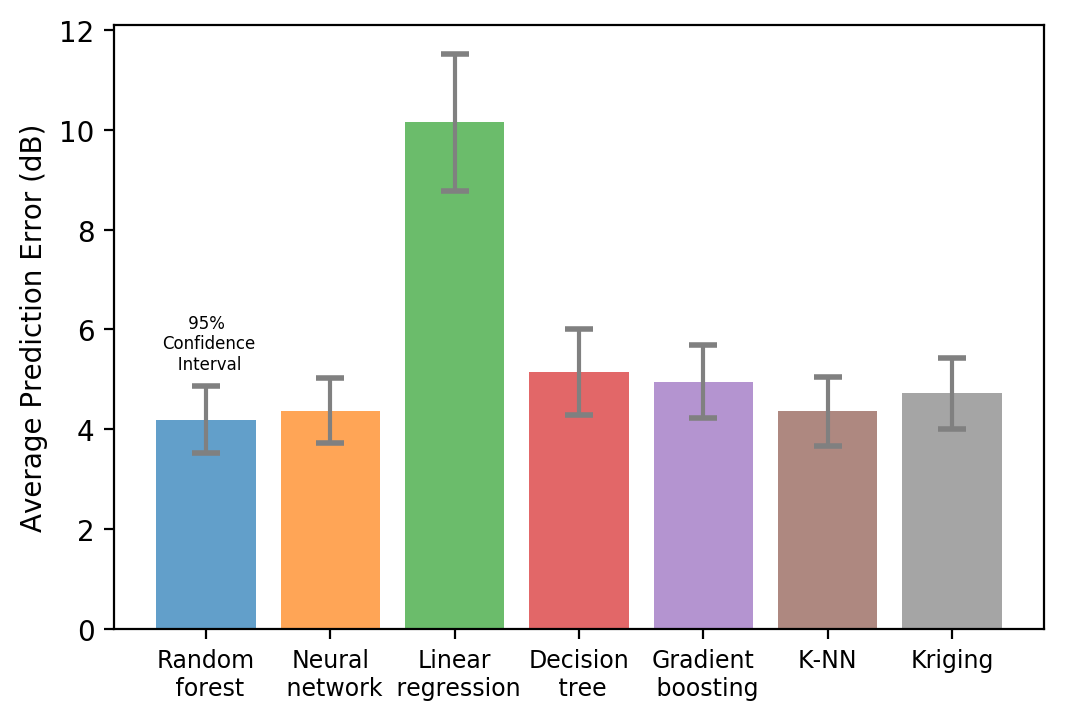 Average Prediction Error (dB)
12
10
8
6
4
2
0
95%
Confidence
Interval
Random
forest
Neural
network
Linear
regression
Decision
tree
Gradient
boosting
K-NN
Kriging